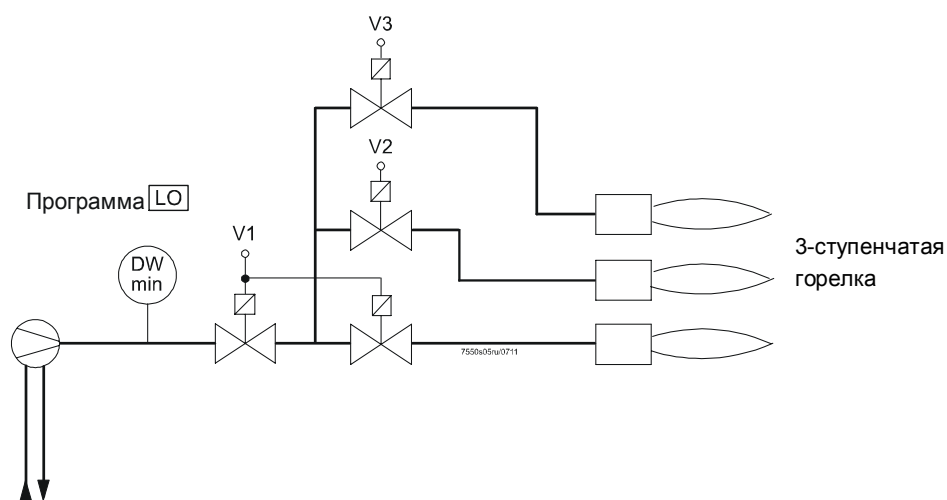 V3
V2
Программа LO
V1
DW
min
3-ступенчатая
горелка
7550s05ru/0711